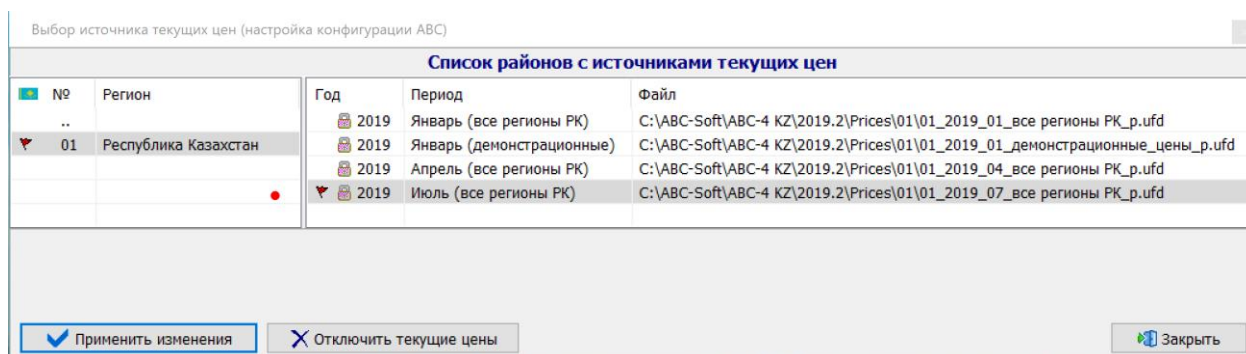 Выбор источника текущих цен (настройка конфигурации АВС)
Список районов с источниками текущих цен
№ Регион Год Период Файл
.. 2019 Январь (все регионы РК) C:\ABC-Soft\ABC-4 KZ\2019.2\Prices\01\01_2019_01_все регионы РК_p.ufd
01 Республика Казахстан 2019 Январь (демонстрационные) C:\ABC-Soft\ABC-4 KZ\2019.2\Prices\01\01_2019_01_демонстрационные_цены_p.ufd
2019 Апрель (все регионы РК) C:\ABC-Soft\ABC-4 KZ\2019.2\Prices\01\01_2019_04_все регионы РК_p.ufd
2019 Июль (все регионы РК) C:\ABC-Soft\ABC-4 KZ\2019.2\Prices\01\01_2019_07_все регионы РК_p.ufd
Применить изменения Отключить текущие цены Закрыть